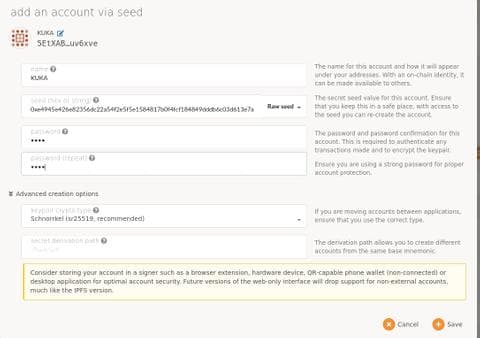 add an account via seed
KUKA
5EtXAB...uv6xve
name
KUKA
The name for this account and how it will appear
under your addresses. With an on-chain identity, it
can be made available to others.
seed (hex or string)
Raw seed
The secret seed value for this account. Ensure
that you keep this in a safe place, with access to
the seed you can re-create the account.
password
••••
The password and password confirmation for this
account. This is required to authenticate any
transactions made and to encrypt the keypair.
password (repeat)
••••
Ensure you are using a strong password for proper
account protection.
Advanced creation options
keypair crypto type
Schnorrkel (sr25519, recommended)
If you are moving accounts between applications,
ensure that you use the correct type.
secret derivation path
The derivation path allows you to create different
accounts from the same base mnemonic.
Consider storing your account in a signer such as a browser extension, hardware device, QR-capable phone wallet (non-connected) or
desktop application for optimal account security. Future versions of the web-only interface will drop support for non-external accounts,
much like the IPFS version.
Cancel
Save